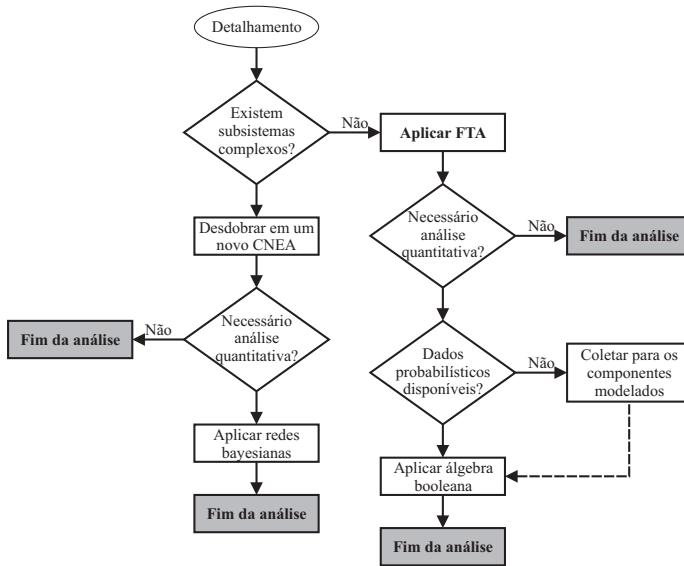 Detalhamento
Existem
subsistemas
complexos?
Não
Aplicar FTA
Desdobrar em um
novo CNEA
Necessário
análise
quantitativa?
Não
Fim da análise
Fim da análise
Não
Necessário
análise
quantitativa?
Dados
probabilísticos
disponíveis?
Não
Coletar para os
componentes
modelados
Aplicar redes
bayesianas
Aplicar álgebra
booleana
Fim da análise
Fim da análise